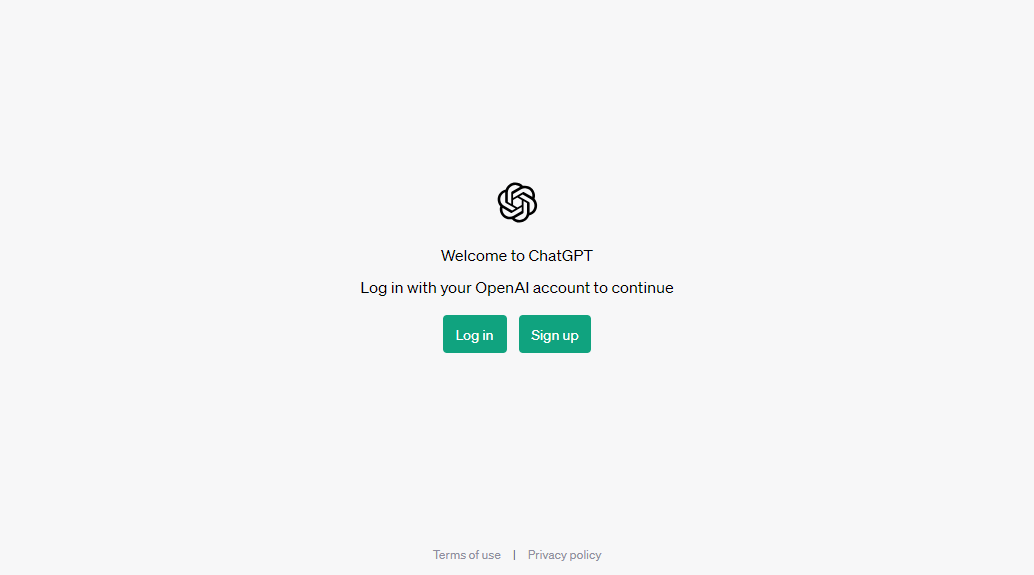 Welcome to ChatGPT
Log in with your OpenAI account to continue
Log in Sign up
Terms of use | Privacy policy